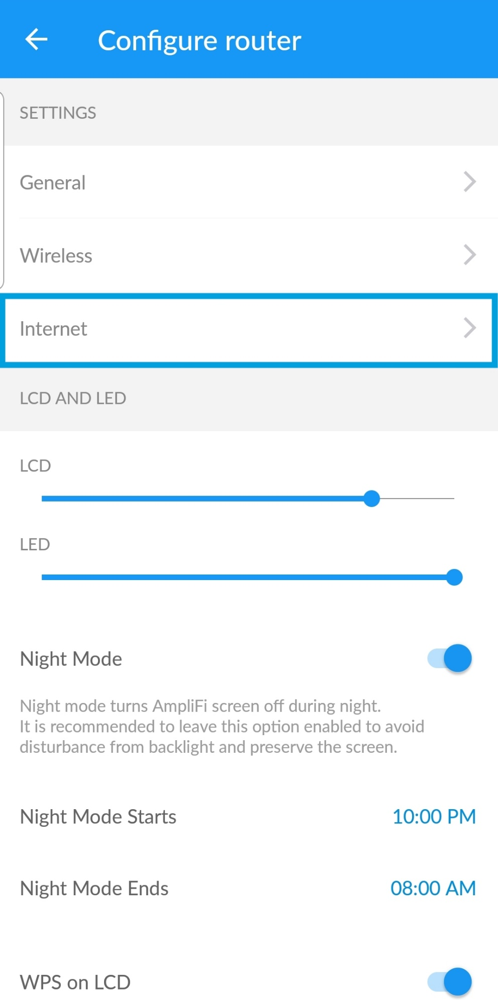 Configure router
SETTINGS
General
Wireless
Internet
LCD AND LED
LCD
LED
Night Mode
Night mode turns AmpliFi screen off during night.
It is recommended to leave this option enabled to avoid
disturbance from backlight and preserve the screen.
Night Mode Starts 10:00 PM
Night Mode Ends 08:00 AM
WPS on LCD